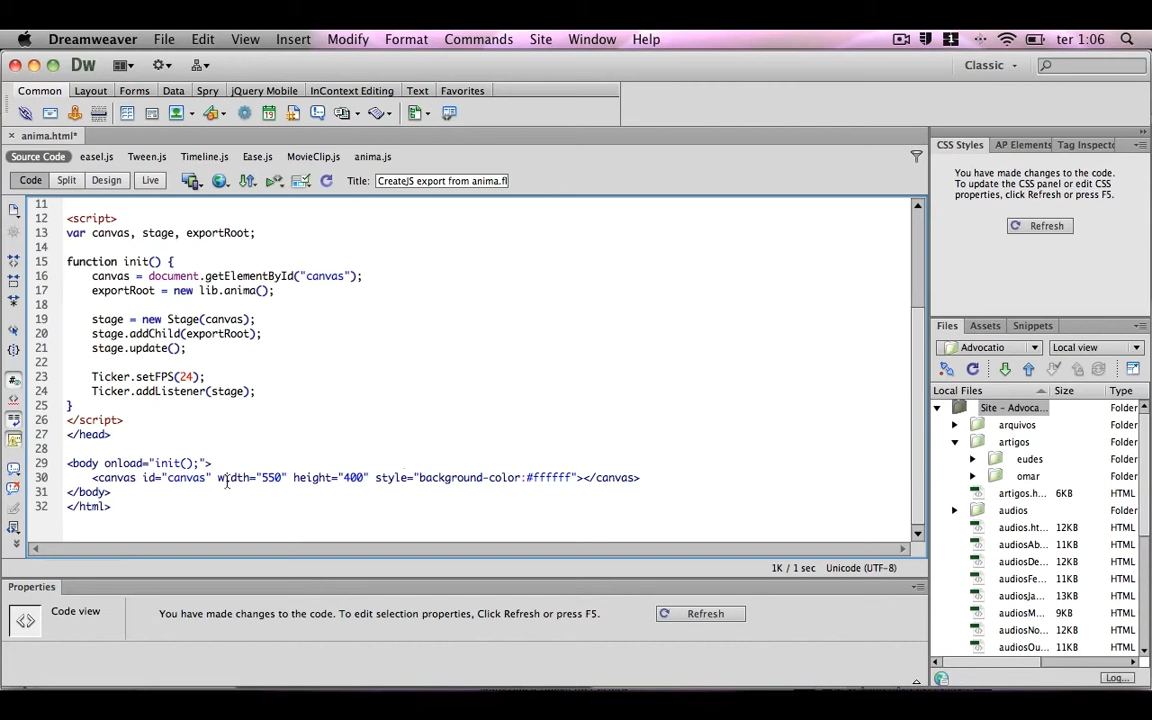 Dreamweaver File Edit View Insert Modify Format Commands Site Window Help 1 ter 1:06
Dw Classic
Common Layout Forms Data Spry jQuery Mobile InContext Editing Text Favorites
19
anima.html* CSS Styles AP Elements Tag Inspecto
Source Code easel.js Tween.js Timeline.js Ease.js MovieClip.js anima.js
Code Split Design Live Title: CreateJS export from anima.fl
You have made changes to the code.
To update the CSS panel or edit CSS
properties, click Refresh or press F5.
Refresh
11
12 <script>
13 var canvas, stage, exportRoot;
14
15 function init() {
16 canvas = document.getElementById("canvas");
17 exportRoot = new lib.anima();
18
19 stage = new Stage(canvas);
20 stage.addChild(exportRoot);
21 stage.update();
22
23 Ticker.setFPS(24);
24 Ticker.addListener(stage);
25 }
26 </script>
27 </head>
28
29 <body onload="init();">
30 <canvas id="canvas" width="550" height="400" style="background-color:#ffffff"></canvas>
31 </body>
32 </html>
1K / 1 sec Unicode (UTF-8)
Files Assets Snippets
Advocatio Local view
Local Files Size Type
Site - Advoca... Folder
arquivos Folder
artigos Folder
eudes Folder
omar Folder
artigos.h... 6KB HTML
audios Folder
audios.ht... 12KB HTML
audiosAb... 11KB HTML
audiosDe... 12KB HTML
audiosFe... 11KB HTML
audiosJa... 13KB HTML
audiosM... 9KB HTML
audiosNo... 12KB HTML
audiosOu... 11KB HTML
Log...
Properties
Code view You have made changes to the code. To edit selection properties, Click Refresh or press F5. Refresh